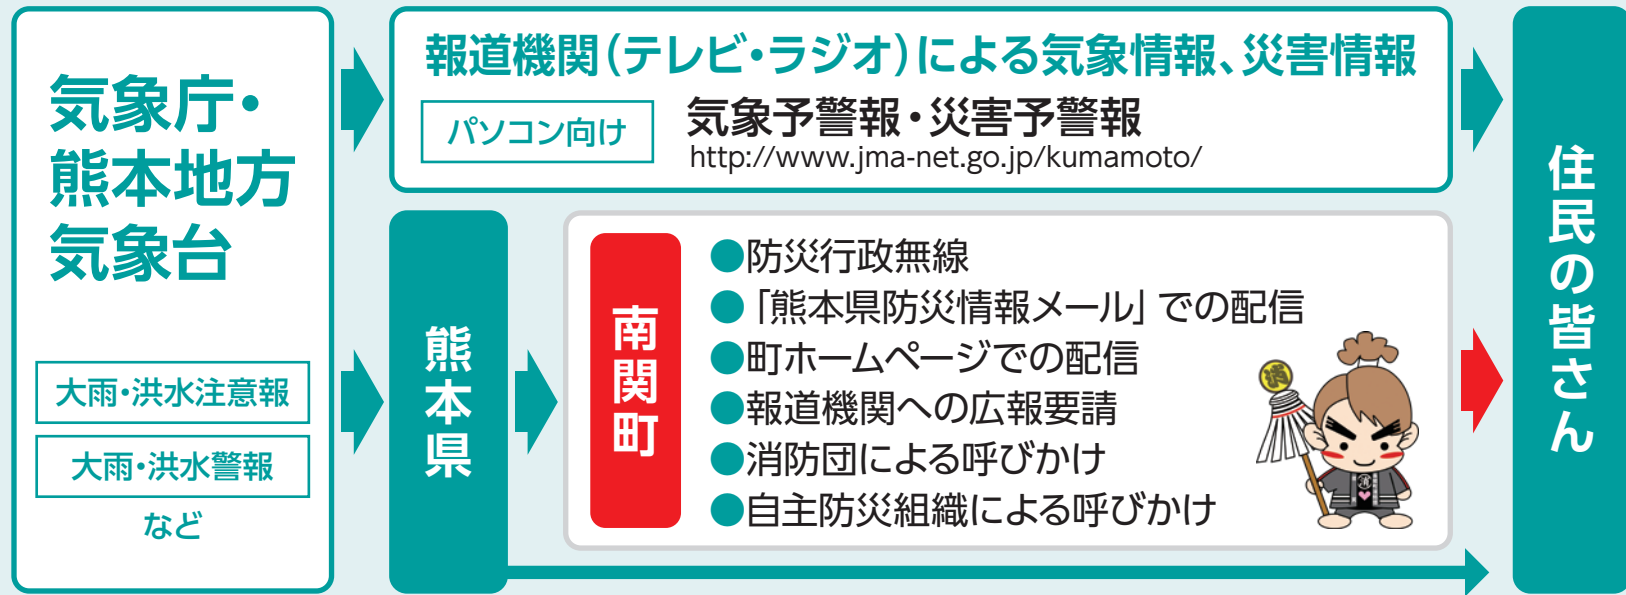 気象庁・
熊本地方
気象台
大雨・洪水注意報
大雨・洪水警報
など
報道機関(テレビ・ラジオ)による気象情報、災害情報
パソコン向け
気象予警報・災害予警報
http://www.jma-net.go.jp/kumamoto/
熊本県
南関町
●防災行政無線
●「熊本県防災情報メール」での配信
●町ホームページでの配信
●報道機関への広報要請
●消防団による呼びかけ
●自主防災組織による呼びかけ
消
住民の皆さん